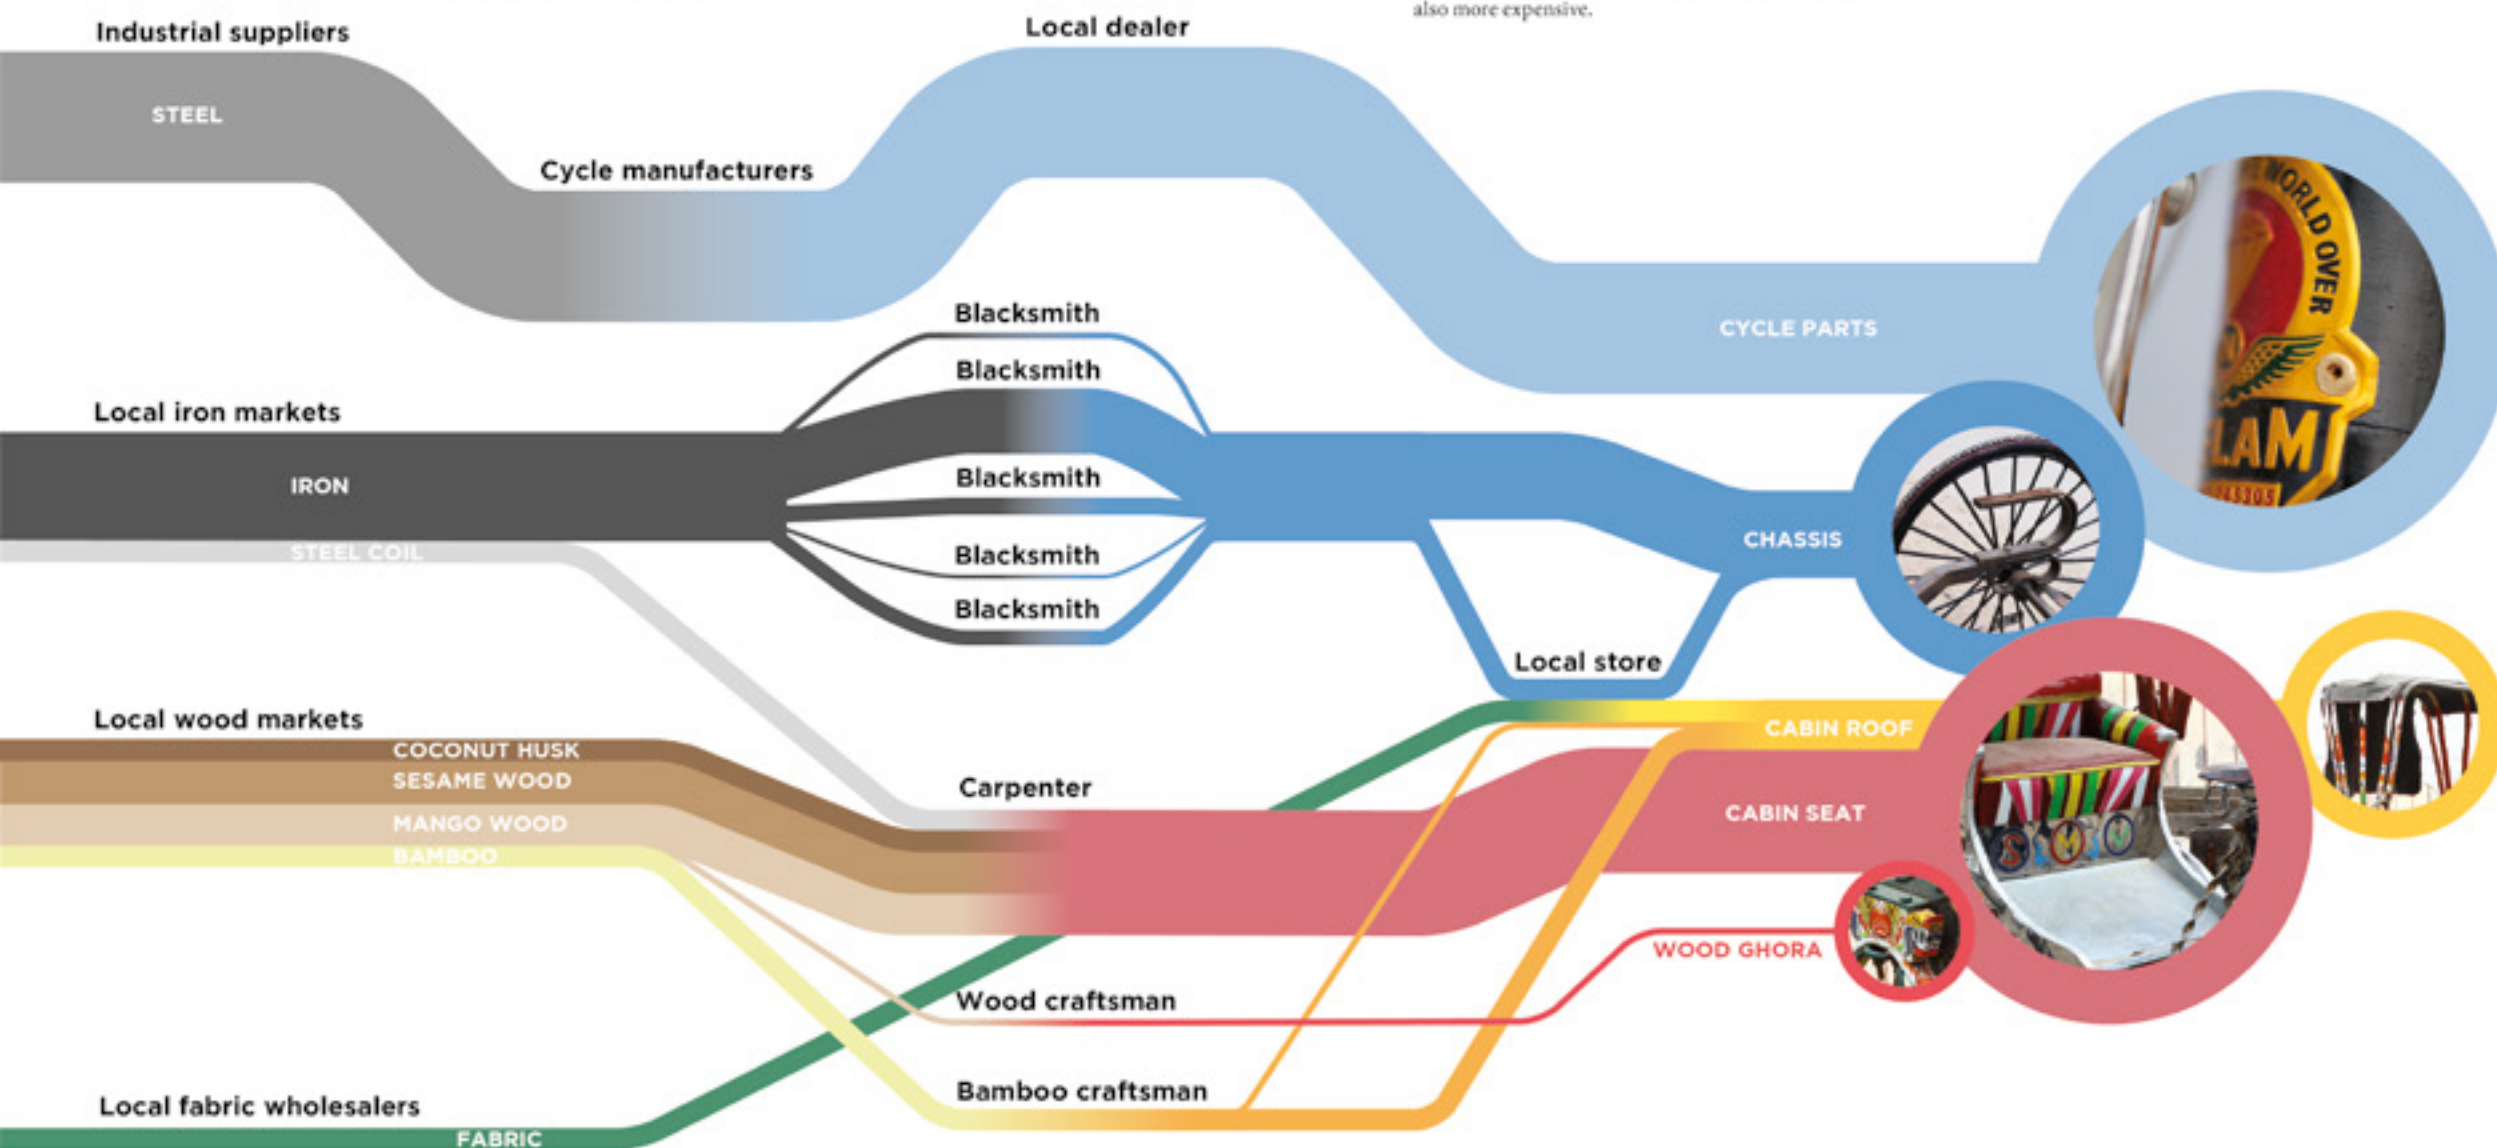 also more expensive.
Industrial suppliers
Local dealer
STEEL
Cycle manufacturers
WORLD OVER
Blacksmith
CYCLE PARTS
Blacksmith
Local iron markets
LAM
Blacksmith
IRON
CHASSIS
STEEL COIL
Blacksmith
Blacksmith
Local store
Local wood markets
CABIN ROOF
COCONUT HUSK
SESAME WOOD
Carpenter
CABIN SEAT
MANGO WOOD
BAMBOO
S M N
WOOD GHORA
Wood craftsman
Bamboo craftsman
Local fabric wholesalers
FABRIC